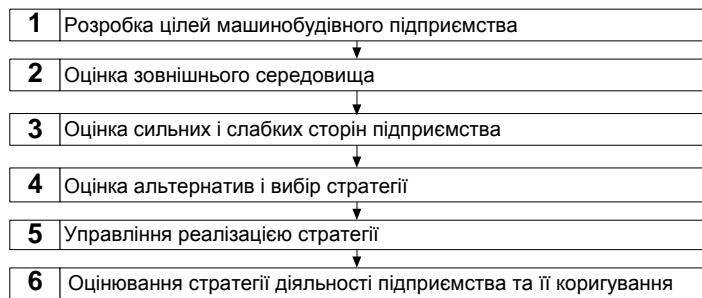 1 Розробка цілей машинобудівного підприємства
2 Оцінка зовнішнього середовища
3 Оцінка сильних і слабких сторін підприємства
4 Оцінка альтернатив і вибір стратегії
5 Управління реалізацією стратегії
6 Оцінювання стратегії діяльності підприємства та її коригування